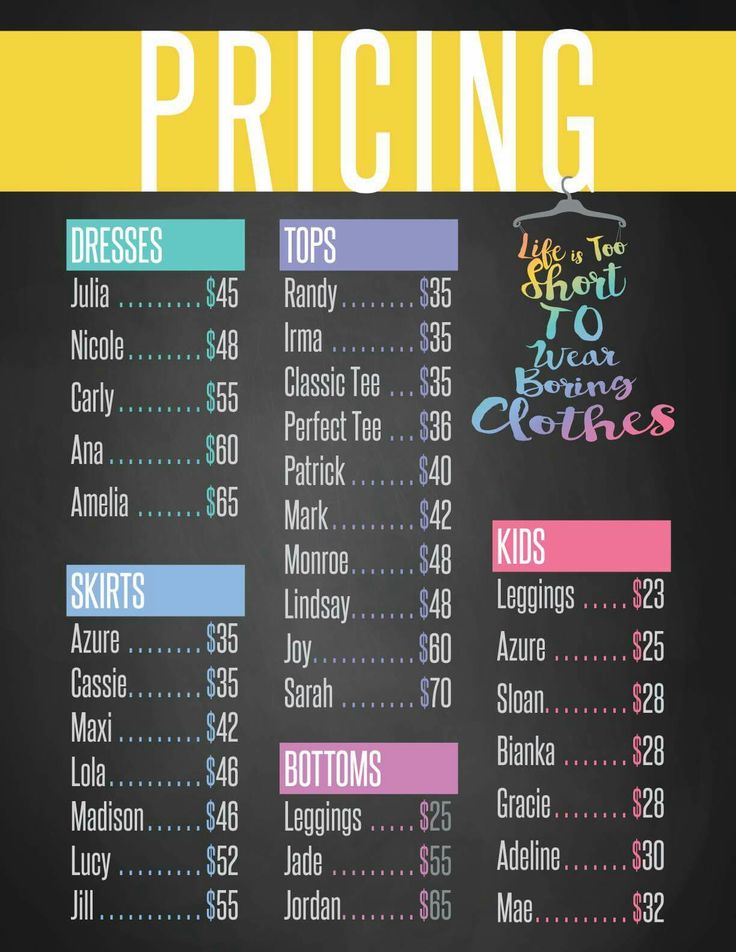 PRICING
DRESSES
Julia ......... $45
Nicole........ $48
Carly ......... $55
Ana .......... $60
Amelia ....... $65
SKIRTS
Azure ........ $35
Cassie........ $35
Maxi ......... $42
Lola.......... $46
Madison...... $46
Lucy ......... $52
Jill ........... $55
TOPS
Randy........ $35
Irma ......... $35
Classic Tee ... $35
Perfect Tee ... $36
Patrick ....... $40
Mark......... $42
Monroe....... $48
Lindsay....... $48
Joy........... $60
Sarah ........ $70
BOTTOMS
Leggings ..... $25
Jade ......... $55
Jordan....... $65
Life is Too
Short
TO
Wear
Boring
Clothes
KIDS
Leggings ..... $23
Azure ........ $25
Sloan......... $28
Bianka ....... $28
Gracie........ $28
Adeline....... $30
Mae.......... $32